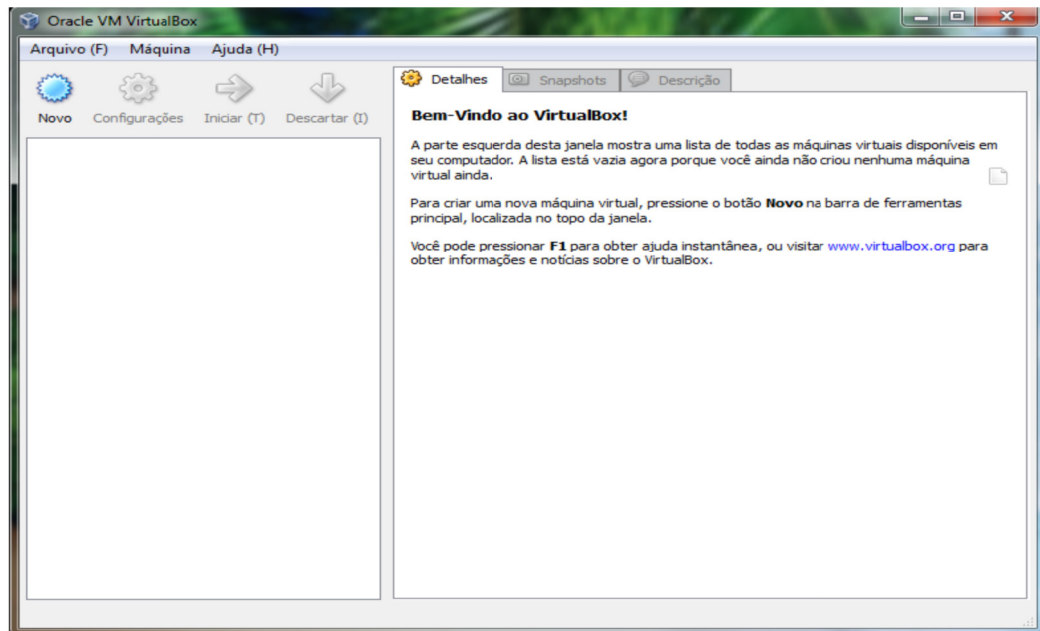 Oracle VM VirtualBox
Arquivo (F) Máquina Ajuda (H)
Novo Configurações Iniciar (T) Descartar (I)
Detalhes Snapshots Descrição
Bem-Vindo ao VirtualBox!
A parte esquerda desta janela mostra uma lista de todas as máquinas virtuais disponíveis em
seu computador. A lista está vazia agora porque você ainda não criou nenhuma máquina
virtual ainda.
Para criar uma nova máquina virtual, pressione o botão Novo na barra de ferramentas
principal, localizada no topo da janela.
Você pode pressionar F1 para obter ajuda instantânea, ou visitar www.virtualbox.org para
obter informações e notícias sobre o VirtualBox.